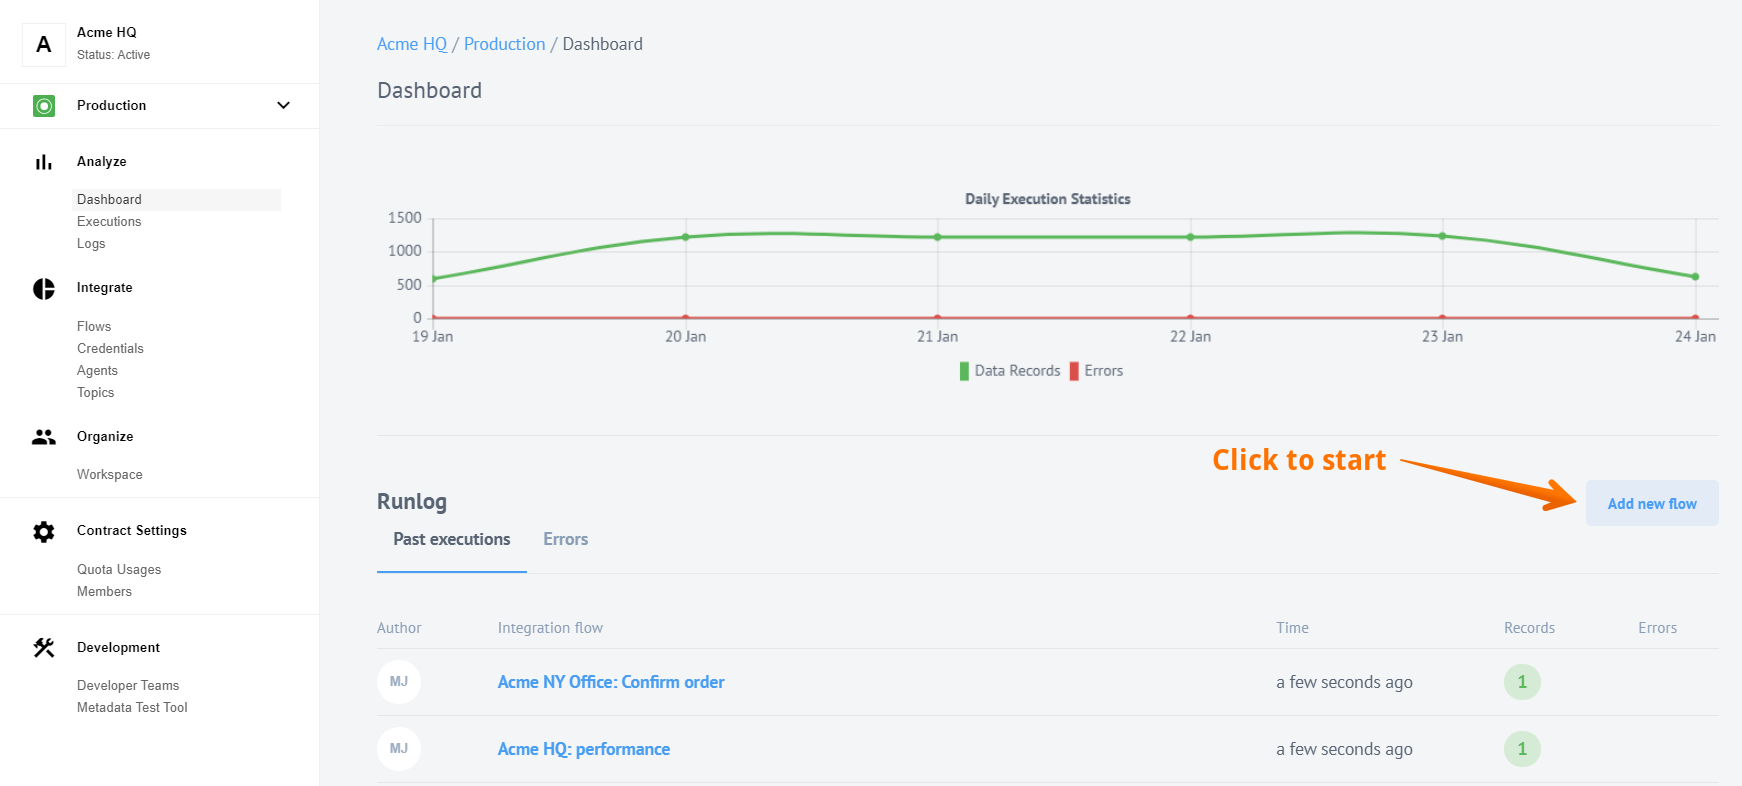 A
Acme HQ
Status: Active
Production
Analyze
Dashboard
Executions
Logs
Integrate
Flows
Credentials
Agents
Topics
Organize
Workspace
Contract Settings
Quota Usages
Members
Development
Developer Teams
Metadata Test Tool
Acme HQ / Production / Dashboard
Dashboard
Daily Execution Statistics
1500
1000
500
0
19 Jan 20 Jan 21 Jan 22 Jan 23 Jan 24 Jan
Data Records Errors
Click to start
Runlog
Add new flow
Past executions Errors
Author Integration flow Time Records Errors
MJ Acme NY Office: Confirm order a few seconds ago 1
MJ Acme HQ: performance a few seconds ago 1